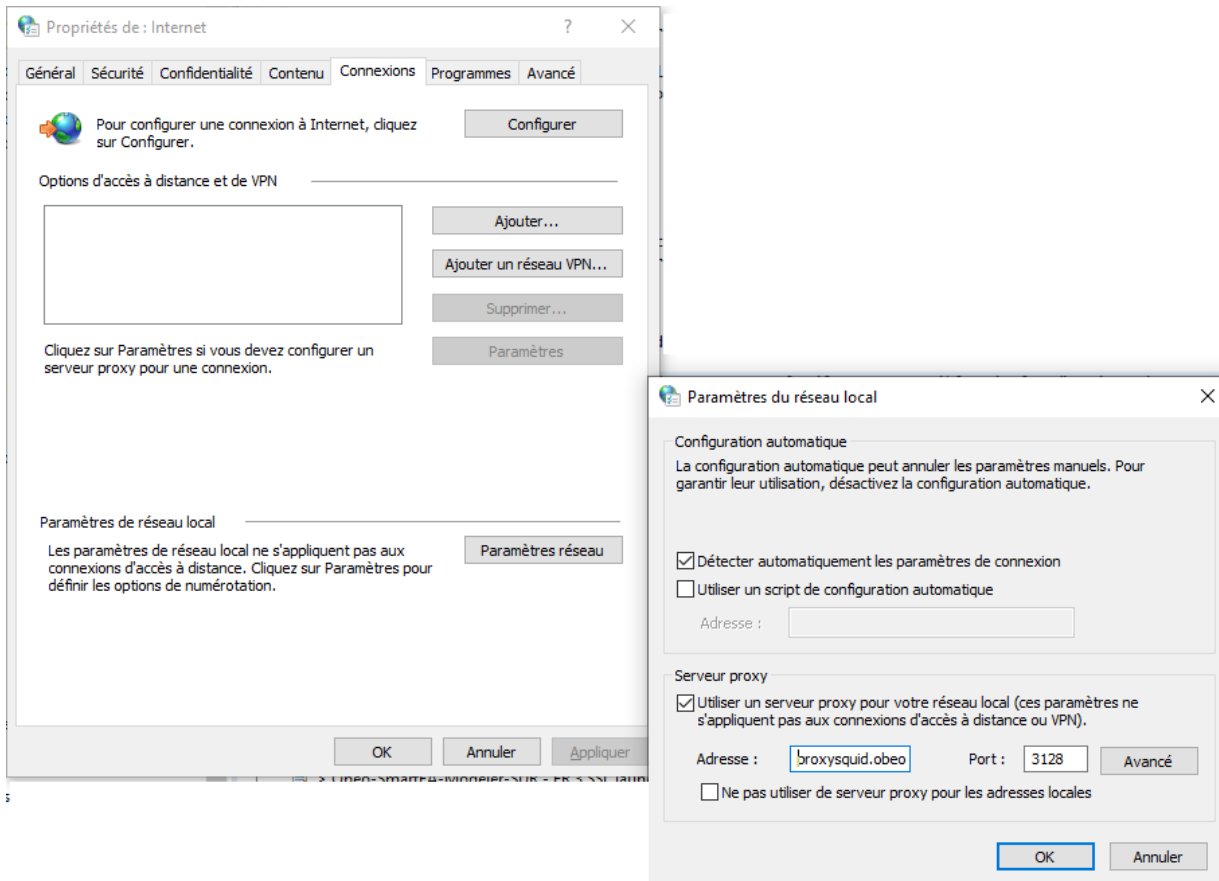 Propriétés de : Internet
?
Général Sécurité Confidentialité Contenu Connexions Programmes Avancé
Pour configurer une connexion à Internet, cliquez
sur Configurer.
Configurer
Options d'accès à distance et de VPN
Ajouter...
Ajouter un réseau VPN...
Supprimer...
Cliquez sur Paramètres si vous devez configurer un
serveur proxy pour une connexion.
Paramètres
Paramètres de réseau local
Les paramètres de réseau local ne s'appliquent pas aux
connexions d'accès à distance. Cliquez sur Paramètres pour
définir les options de numérotation.
Paramètres réseau
OK Annuler Appliquer
Paramètres du réseau local
Configuration automatique
La configuration automatique peut annuler les paramètres manuels. Pour
garantir leur utilisation, désactivez la configuration automatique.
Détecter automatiquement les paramètres de connexion
Utiliser un script de configuration automatique
Adresse :
Serveur proxy
Utiliser un serveur proxy pour votre réseau local (ces paramètres ne
s'appliquent pas aux connexions d'accès à distance ou VPN).
Adresse : proxysquid.obeo Port : 3128 Avancé
Ne pas utiliser de serveur proxy pour les adresses locales
OK Annuler